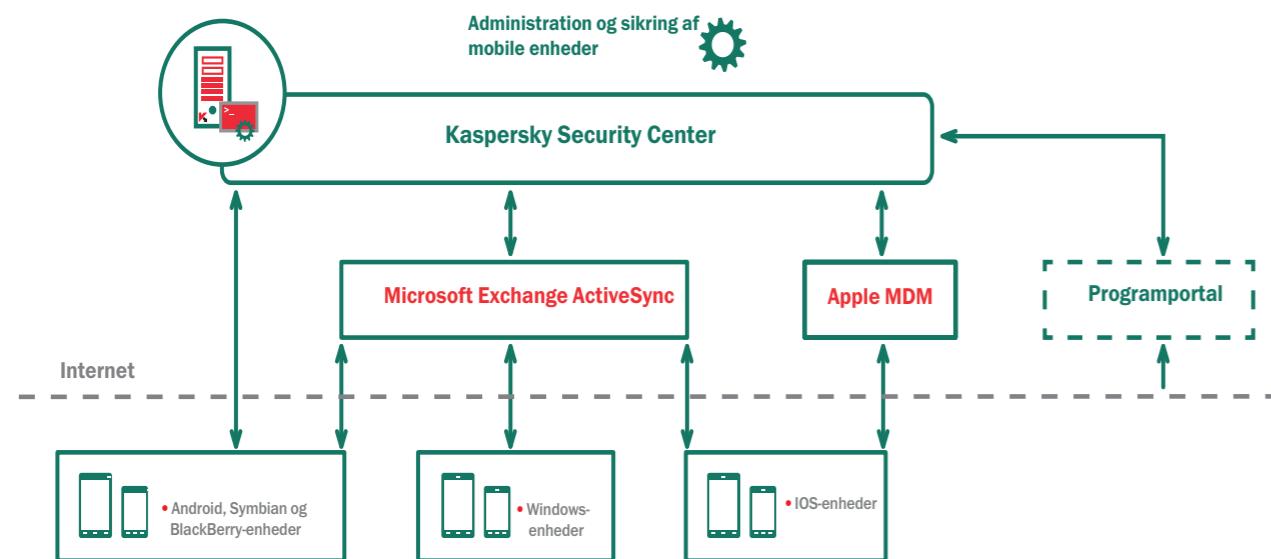 Administration og sikring af
mobile enheder
>_
Kaspersky Security Center
Microsoft Exchange ActiveSync
Apple MDM
Programportal
Internet
• Android, Symbian og
BlackBerry-enheder
• Windows-
enheder
• IOS-enheder